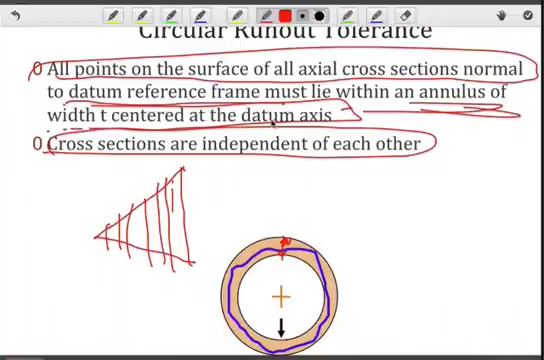 Circular Runout Tolerance
All points on the surface of all axial cross sections normal
to datum reference frame must lie within an annulus of
width t centered at the datum axis
Cross sections are independent of each other